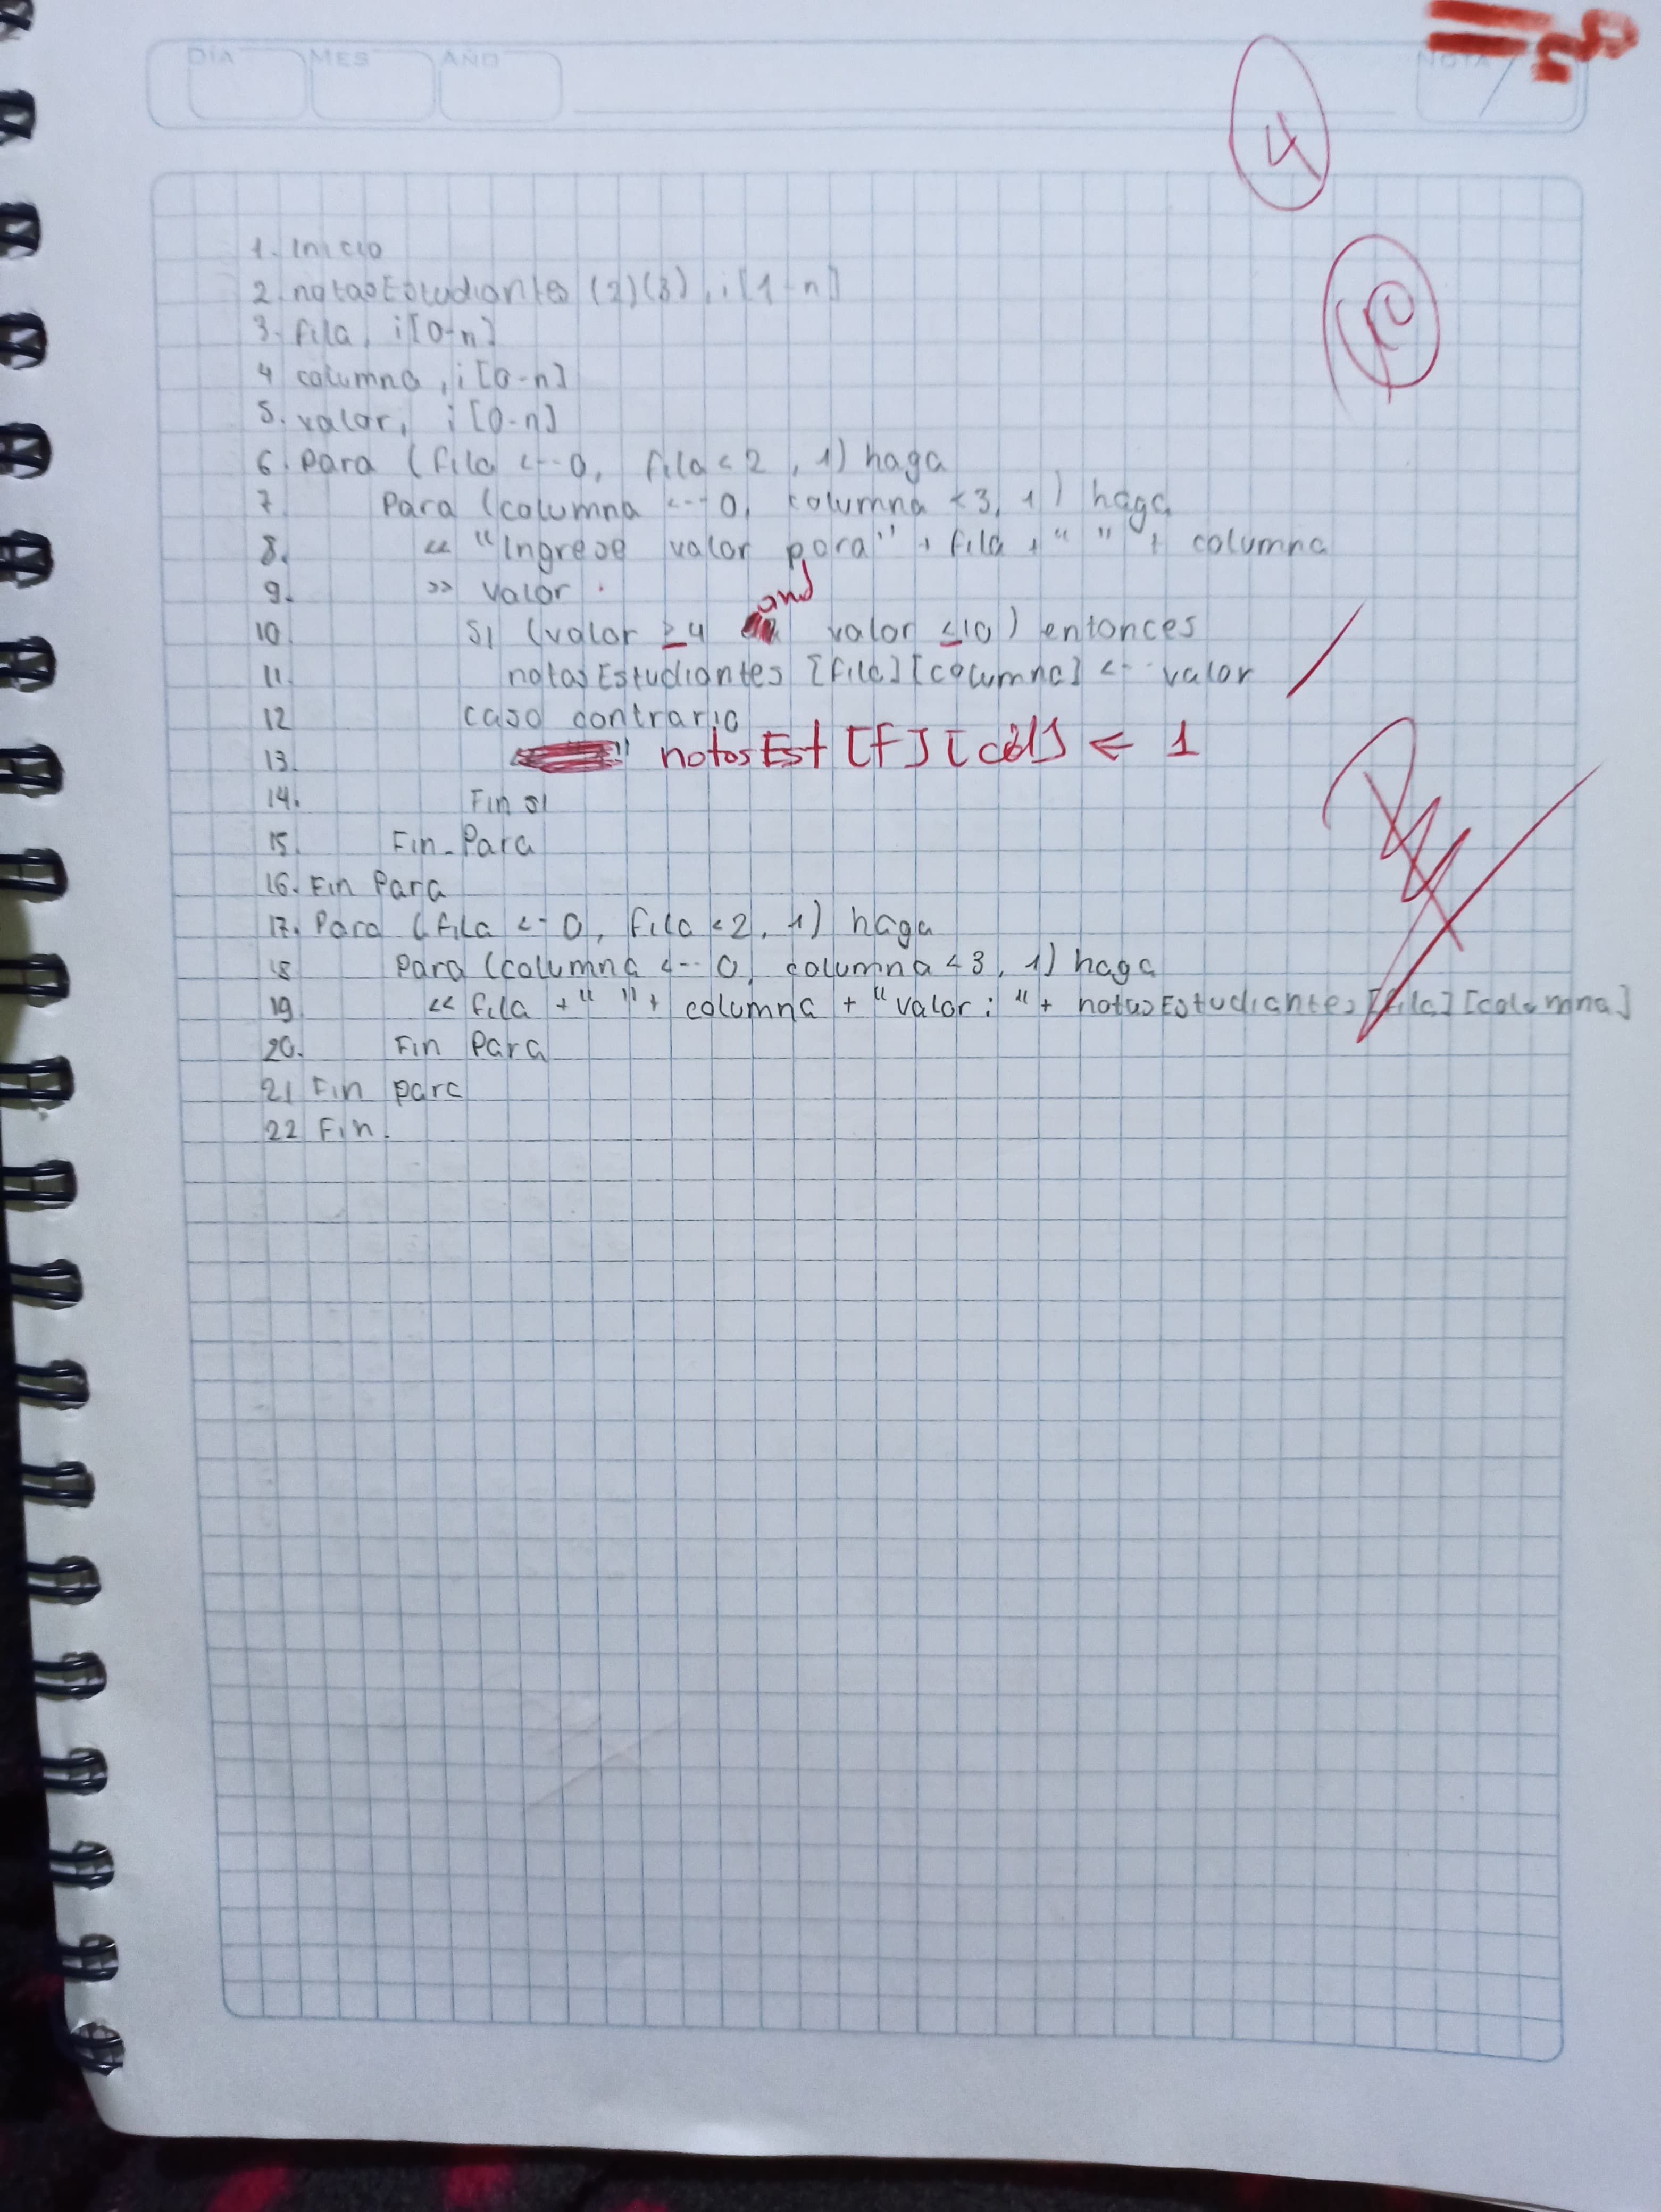 DIA MES AÑO NOTA
4
10
1. Inicio
2. notasEstudiantes (2)(3), i [1-n]
3. fila, i[0-n]
4 columna, i [0-n]
5. valor, i [0-n]
6. Para (fila <-- 0, fila < 2, 1) haga
7. Para (columna <-- 0, columna < 3, 1) haga
8. << "Ingrese valor para" + fila + " " + columna
9. >> valor
and
10 SI (valor ≥ 4 valor ≤ 10) entonces
11. notasEstudiantes [fila][columna] <-- valor
12 caso contrario
13. notasEst [F] [col] ← 1
14. Fin si
15. Fin-Para
16. Fin Para
17. Para (fila <- 0, fila < 2, 1) haga
18 Para (columna <-- 0, columna < 3, 1) haga
19 << fila + " " + columna + "valor: " + notasEstudiantes [fila] [columna]
20. Fin Para
21 Fin para
22 Fin.